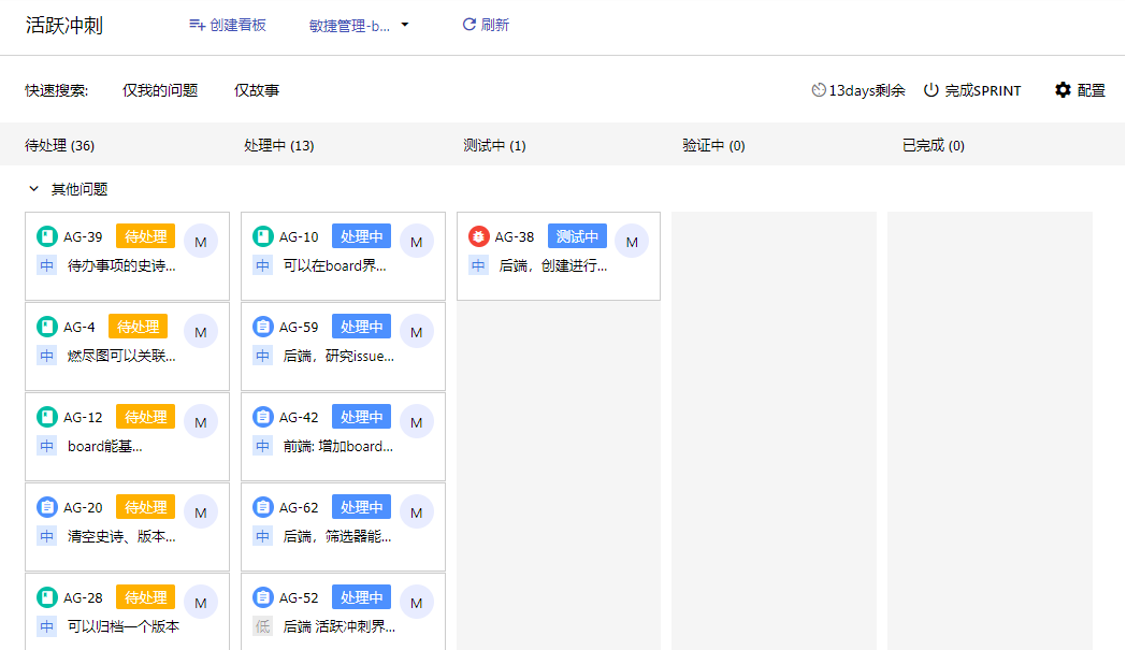 活跃冲刺 创建看板 敏捷管理-b... 刷新
快速搜索: 仅我的问题 仅故事 13days剩余 完成SPRINT 配置
待处理 (36) 处理中 (13) 测试中 (1) 验证中 (0) 已完成 (0)
其他问题
AG-39 待处理 M
中 待办事项的史诗...
AG-4 待处理 M
中 燃尽图可以关联...
AG-12 待处理 M
中 board能基...
AG-20 待处理 M
中 清空史诗、版本...
AG-28 待处理 M
中 可以归档一个版本
AG-10 处理中 M
中 可以在board界...
AG-59 处理中 M
中 后端，研究issue...
AG-42 处理中 M
中 前端: 增加board...
AG-62 处理中 M
中 后端，筛选器能...
AG-52 处理中 M
低 后端 活跃冲刺界...
AG-38 测试中 M
中 后端，创建进行...